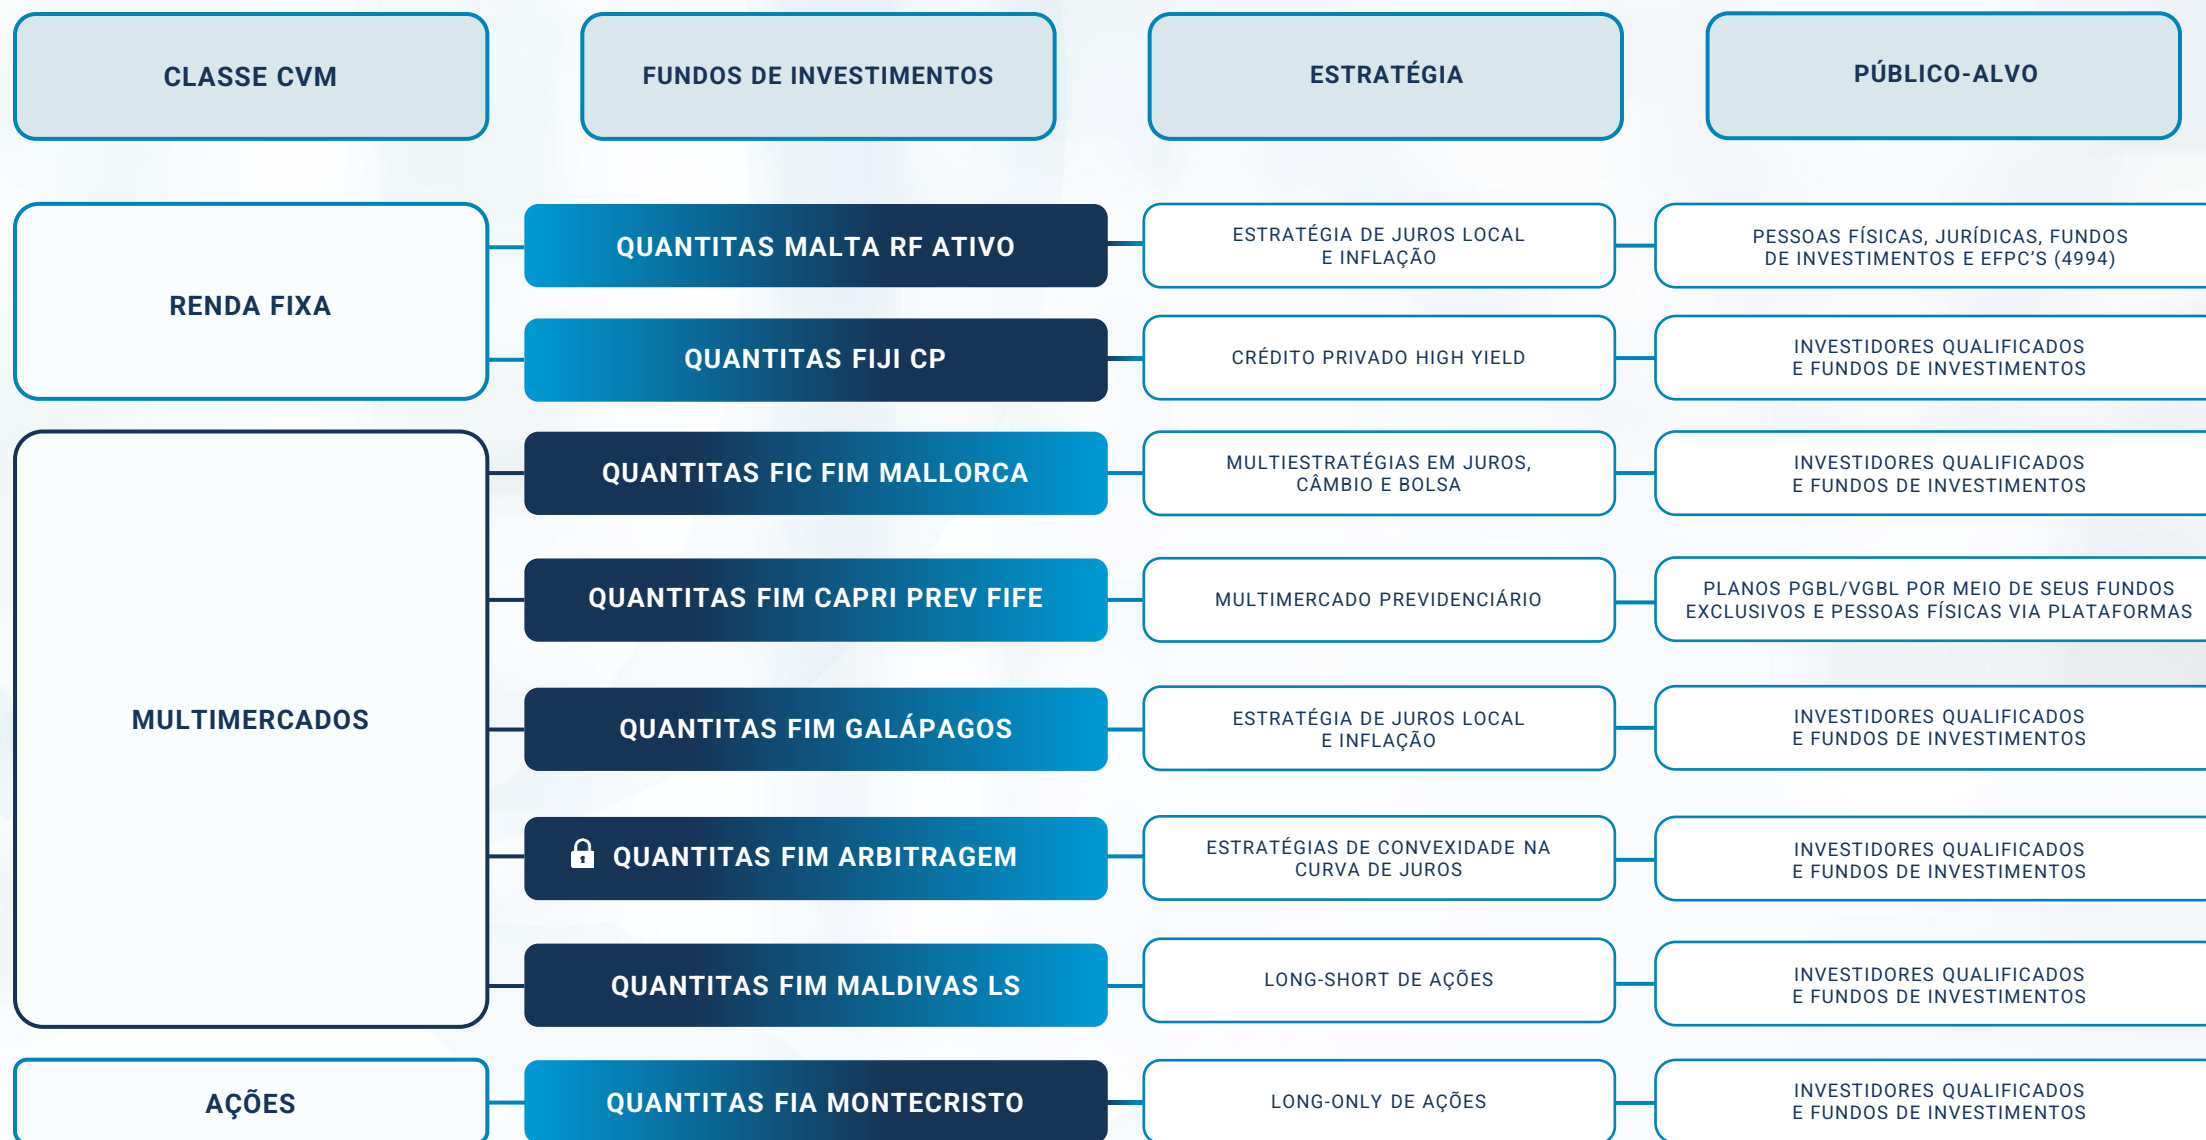 CLASSE CVM
FUNDOS DE INVESTIMENTOS
ESTRATÉGIA
PÚBLICO-ALVO
RENDA FIXA
QUANTITAS MALTA RF ATIVO
ESTRATÉGIA DE JUROS LOCAL
E INFLAÇÃO
PESSOAS FÍSICAS, JURÍDICAS, FUNDOS
DE INVESTIMENTOS E EFPC'S (4994)
QUANTITAS FIJI CP
CRÉDITO PRIVADO HIGH YIELD
INVESTIDORES QUALIFICADOS
E FUNDOS DE INVESTIMENTOS
MULTIMERCADOS
QUANTITAS FIC FIM MALLORCA
MULTIESTRATÉGIAS EM JUROS,
CÂMBIO E BOLSA
INVESTIDORES QUALIFICADOS
E FUNDOS DE INVESTIMENTOS
QUANTITAS FIM CAPRI PREV FIFE
MULTIMERCADO PREVIDENCIÁRIO
PLANOS PGBL/VGBL POR MEIO DE SEUS FUNDOS
EXCLUSIVOS E PESSOAS FÍSICAS VIA PLATAFORMAS
QUANTITAS FIM GALÁPAGOS
ESTRATÉGIA DE JUROS LOCAL
E INFLAÇÃO
INVESTIDORES QUALIFICADOS
E FUNDOS DE INVESTIMENTOS
QUANTITAS FIM ARBITRAGEM
ESTRATÉGIAS DE CONVEXIDADE NA
CURVA DE JUROS
INVESTIDORES QUALIFICADOS
E FUNDOS DE INVESTIMENTOS
QUANTITAS FIM MALDIVAS LS
LONG-SHORT DE AÇÕES
INVESTIDORES QUALIFICADOS
E FUNDOS DE INVESTIMENTOS
AÇÕES
QUANTITAS FIA MONTECRISTO
LONG-ONLY DE AÇÕES
INVESTIDORES QUALIFICADOS
E FUNDOS DE INVESTIMENTOS